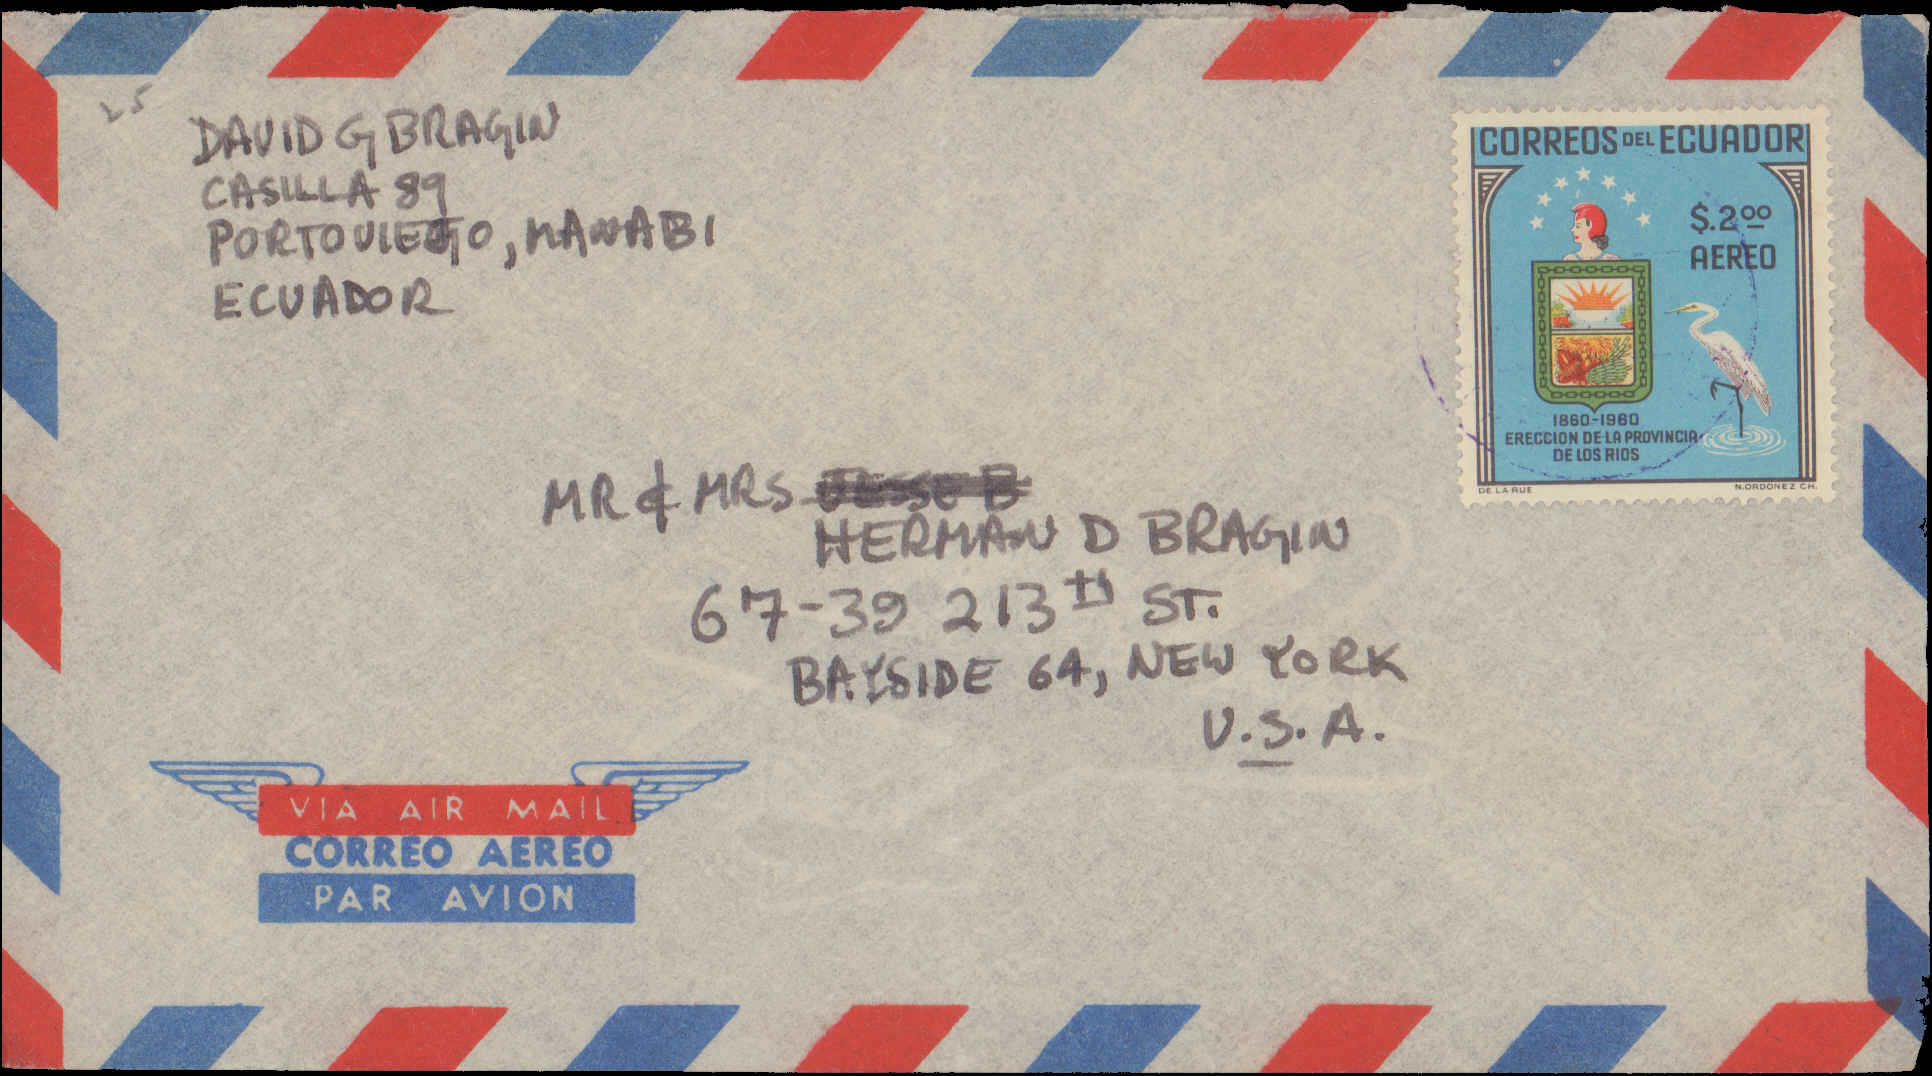 25
DAVID G BRAGIN
CASILLA 89
PORTOVIEJO, MANABI
ECUADOR
CORREOS DEL ECUADOR
$.2.00
AEREO
1860-1960
ERECCION DE LA PROVINCIA
DE LOS RIOS
DE LA RUE N.ORDOÑEZ CH.
MR & MRS JESSE B
HERMAN D BRAGIN
67-39 213TH ST.
BAYSIDE 64, NEW YORK
U.S.A.
VIA AIR MAIL
CORREO AEREO
PAR AVION